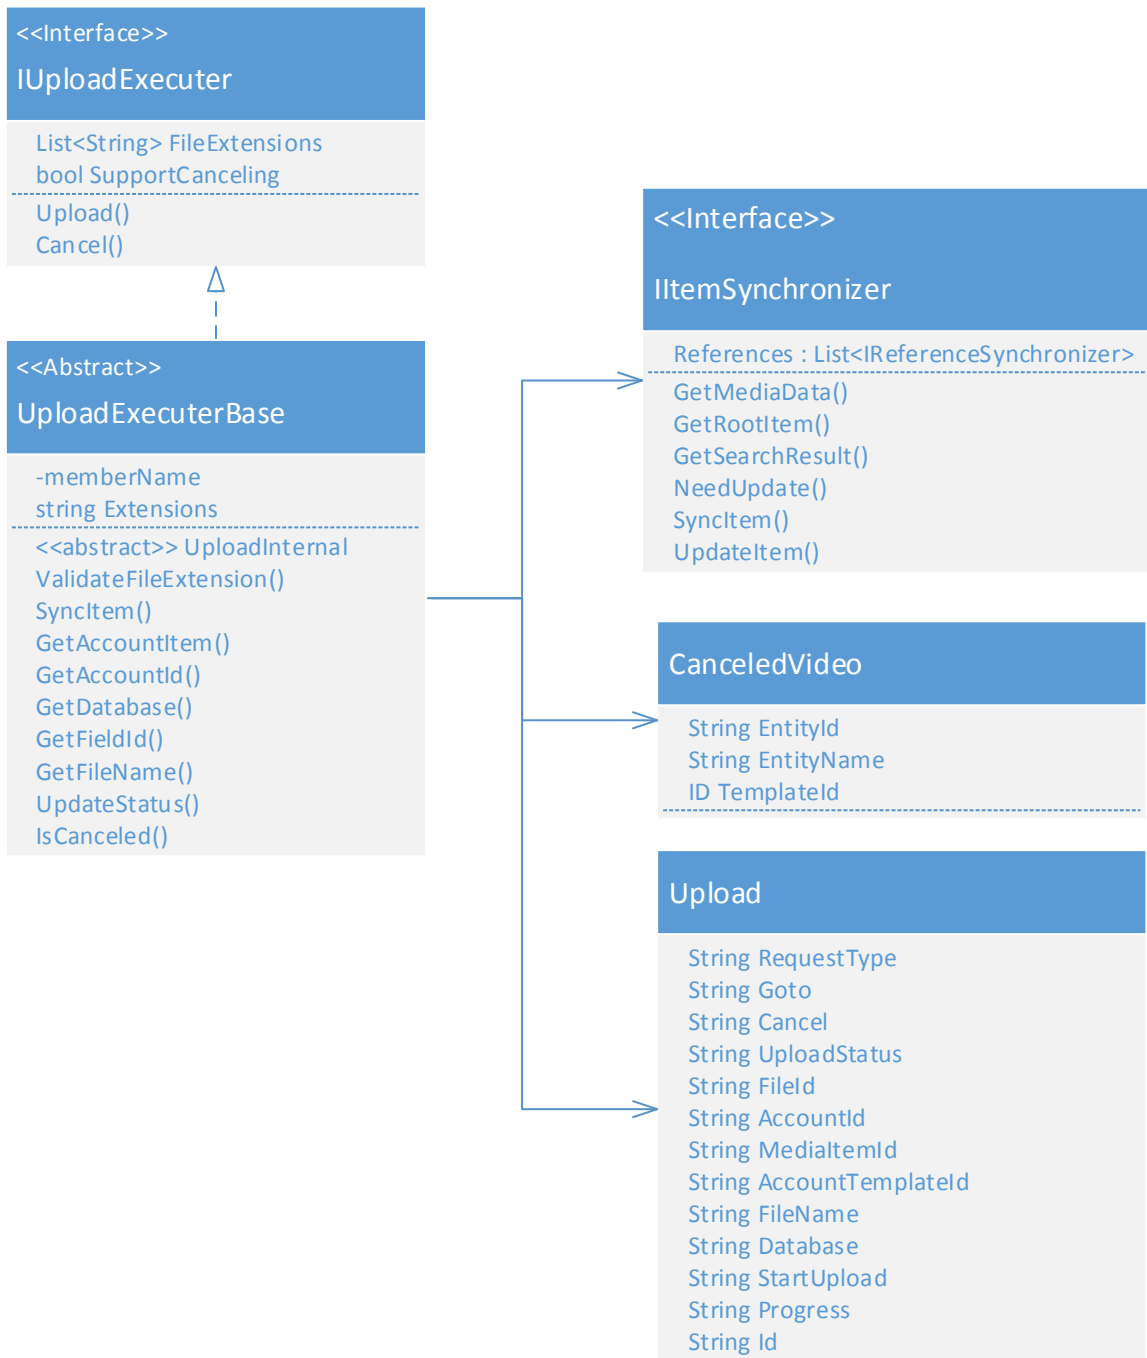 <<Interface>>
IUploadExecuter
List<String> FileExtensions
bool SupportCanceling
Upload()
Cancel()
<<Abstract>>
UploadExecuterBase
-memberName
string Extensions
<<abstract>> UploadInternal
ValidateFileExtension()
SyncItem()
GetAccountItem()
GetAccountId()
GetDatabase()
GetFieldId()
GetFileName()
UpdateStatus()
IsCanceled()
<<Interface>>
IItemSynchronizer
References : List<IReferenceSynchronizer>
GetMediaData()
GetRootItem()
GetSearchResult()
NeedUpdate()
SyncItem()
UpdateItem()
CanceledVideo
String EntityId
String EntityName
ID TemplateId
Upload
String RequestType
String Goto
String Cancel
String UploadStatus
String FileId
String AccountId
String MediaItemId
String AccountTemplateId
String FileName
String Database
String StartUpload
String Progress
String Id